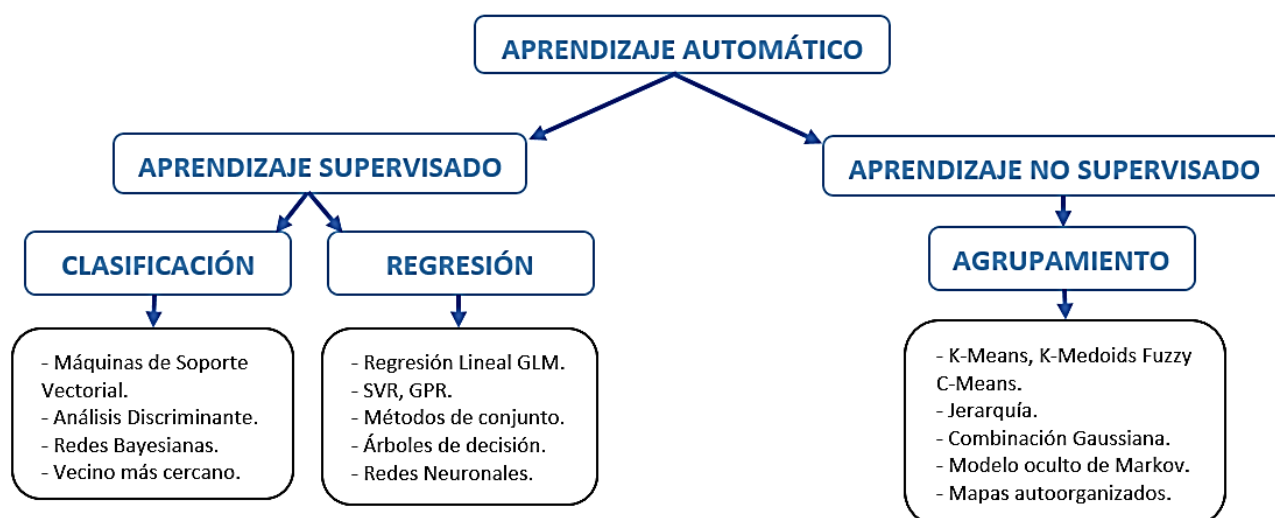 APRENDIZAJE AUTOMÁTICO
APRENDIZAJE SUPERVISADO
APRENDIZAJE NO SUPERVISADO
CLASIFICACIÓN
REGRESIÓN
AGRUPAMIENTO
- Máquinas de Soporte
Vectorial.
- Análisis Discriminante.
- Redes Bayesianas.
- Vecino más cercano.
- Regresión Lineal GLM.
- SVR, GPR.
- Métodos de conjunto.
- Árboles de decisión.
- Redes Neuronales.
- K-Means, K-Medoids Fuzzy
C-Means.
- Jerarquía.
- Combinación Gaussiana.
- Modelo oculto de Markov.
- Mapas autoorganizados.